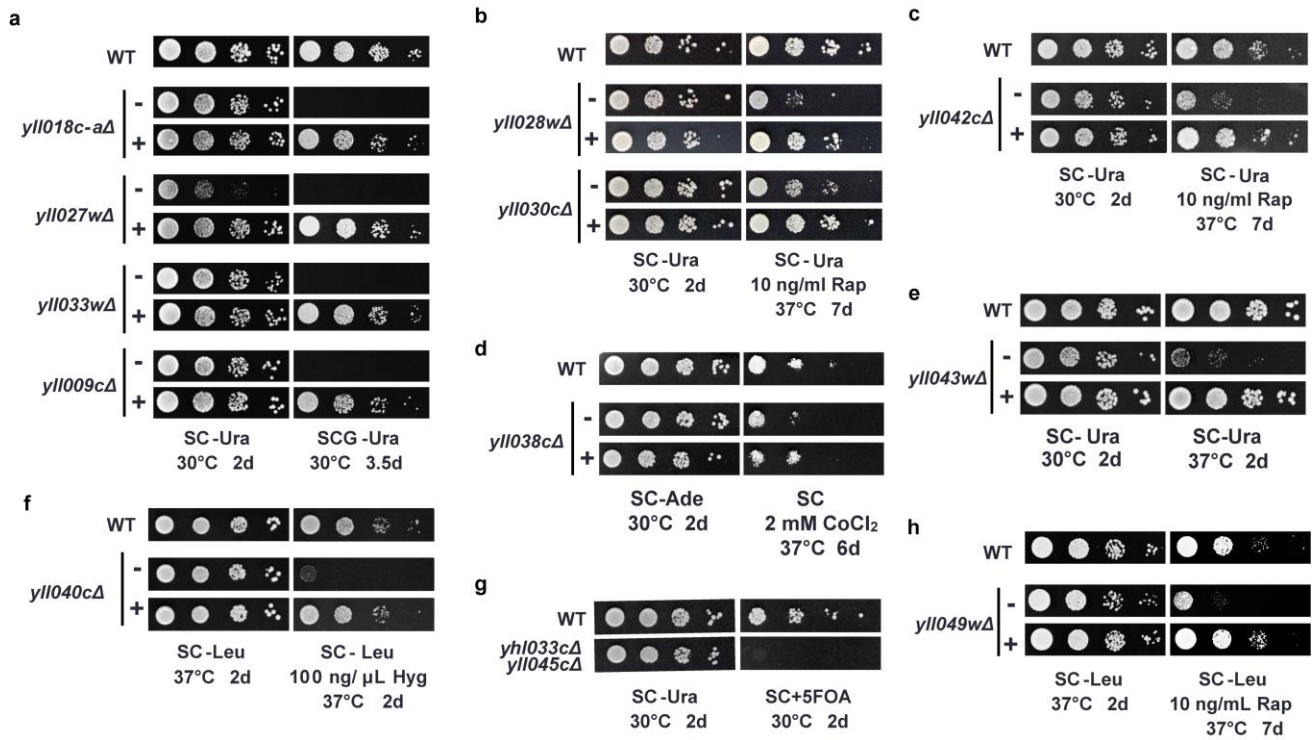 a
WT
yll018c-aΔ
-
+
yll027wΔ
-
+
yll033wΔ
-
+
yll009cΔ
-
+
SC-Ura
30°C 2d
SCG-Ura
30°C 3.5d
b
WT
yll028wΔ
-
+
yll030cΔ
-
+
SC-Ura
30°C 2d
SC-Ura
10 ng/ml Rap
37°C 7d
c
WT
yll042cΔ
-
+
SC-Ura
30°C 2d
SC-Ura
10 ng/ml Rap
37°C 7d
d
WT
yll038cΔ
-
+
SC-Ade
30°C 2d
SC
2 mM CoCl₂
37°C 6d
e
WT
yll043wΔ
-
+
SC-Ura
30°C 2d
SC-Ura
37°C 2d
f
WT
yll040cΔ
-
+
SC-Leu
37°C 2d
SC-Leu
100 ng/ µL Hyg
37°C 2d
g
WT
yhl033cΔ
yll045cΔ
SC-Ura
30°C 2d
SC+5FOA
30°C 2d
h
WT
yll049wΔ
-
+
SC-Leu
37°C 2d
SC-Leu
10 ng/mL Rap
37°C 7d